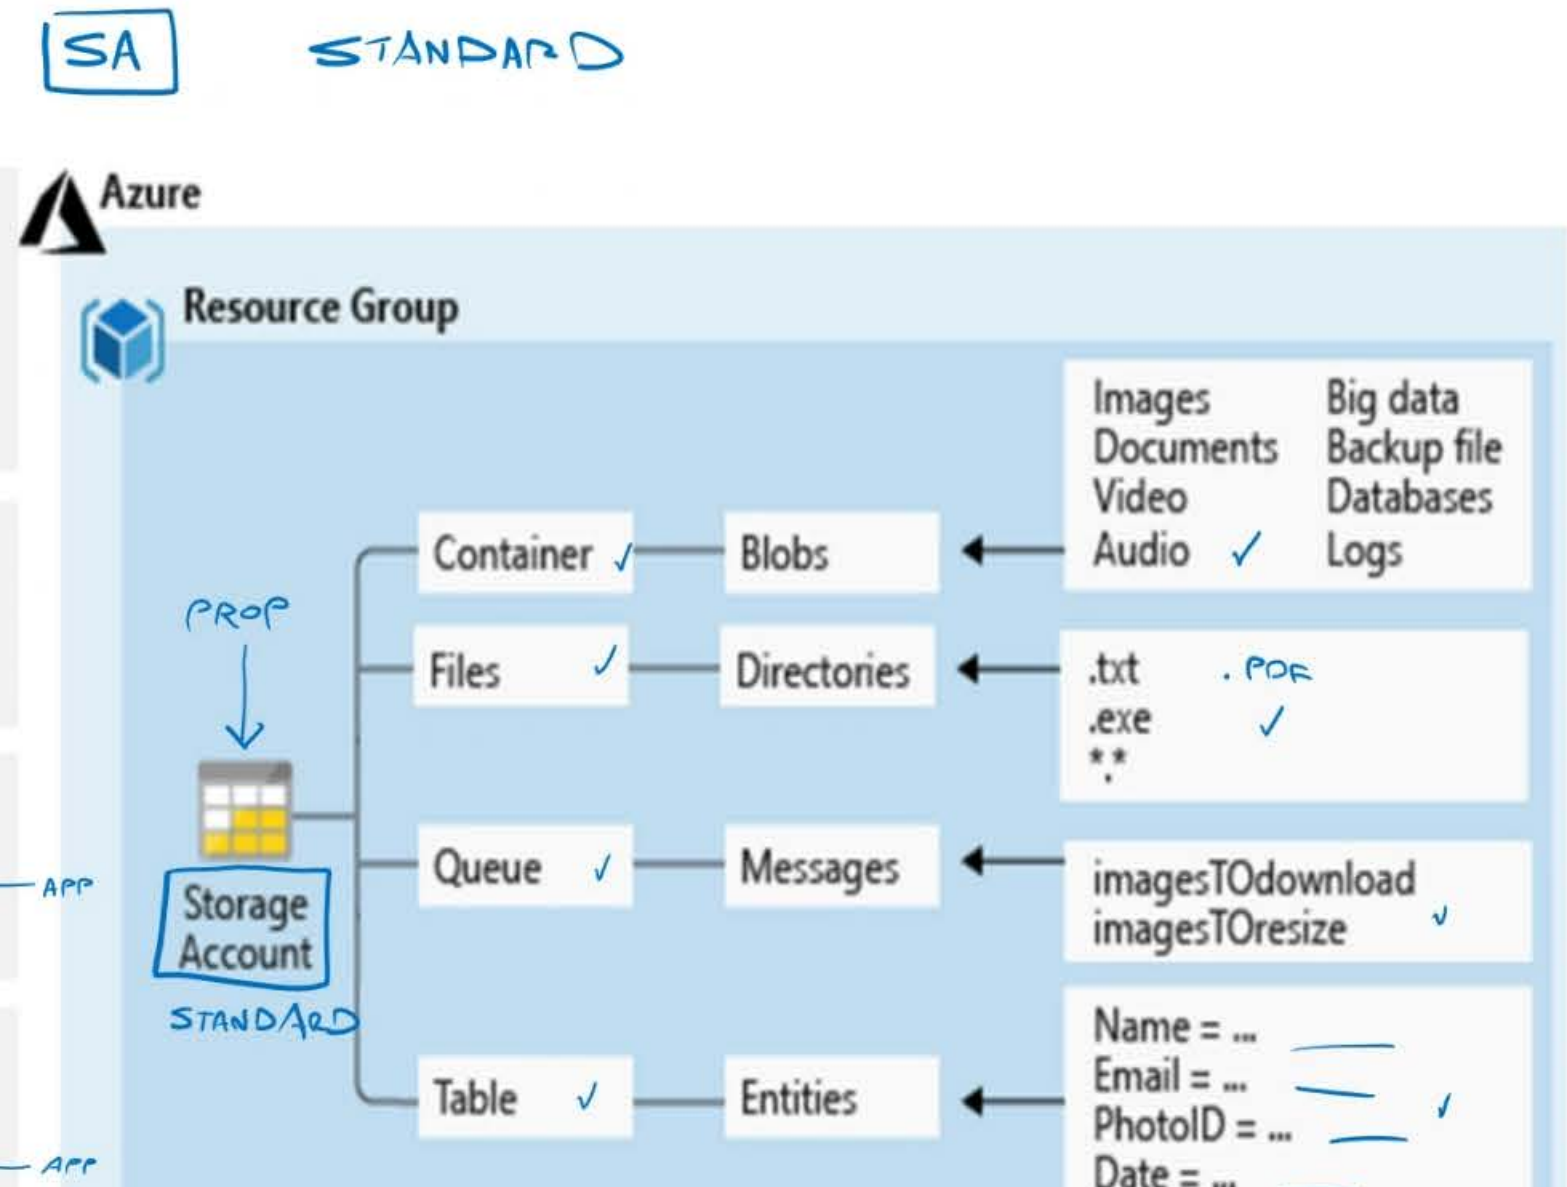 SA
STANDARD
Azure
Resource Group
Images Big data
Documents Backup file
Video Databases
Audio ✓ Logs
Container ✓
Blobs
PROP
Files ✓
Directories
.txt .PDF
.exe ✓
*.*
Queue ✓
Messages
imagesTOdownload
imagesTOresize ✓
APP
Storage
Account
STANDARD
Table ✓
Entities
Name = ...
Email = ...
PhotoID = ... ✓
Date = ...
APP